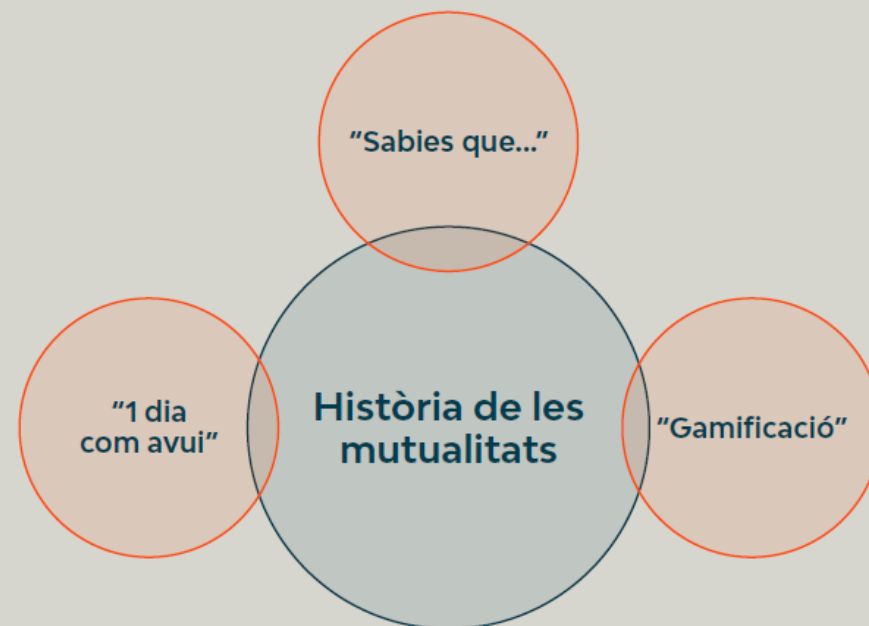 "Sabies que..."
"1 dia
com avui"
Història de les
mutualitats
"Gamificació"